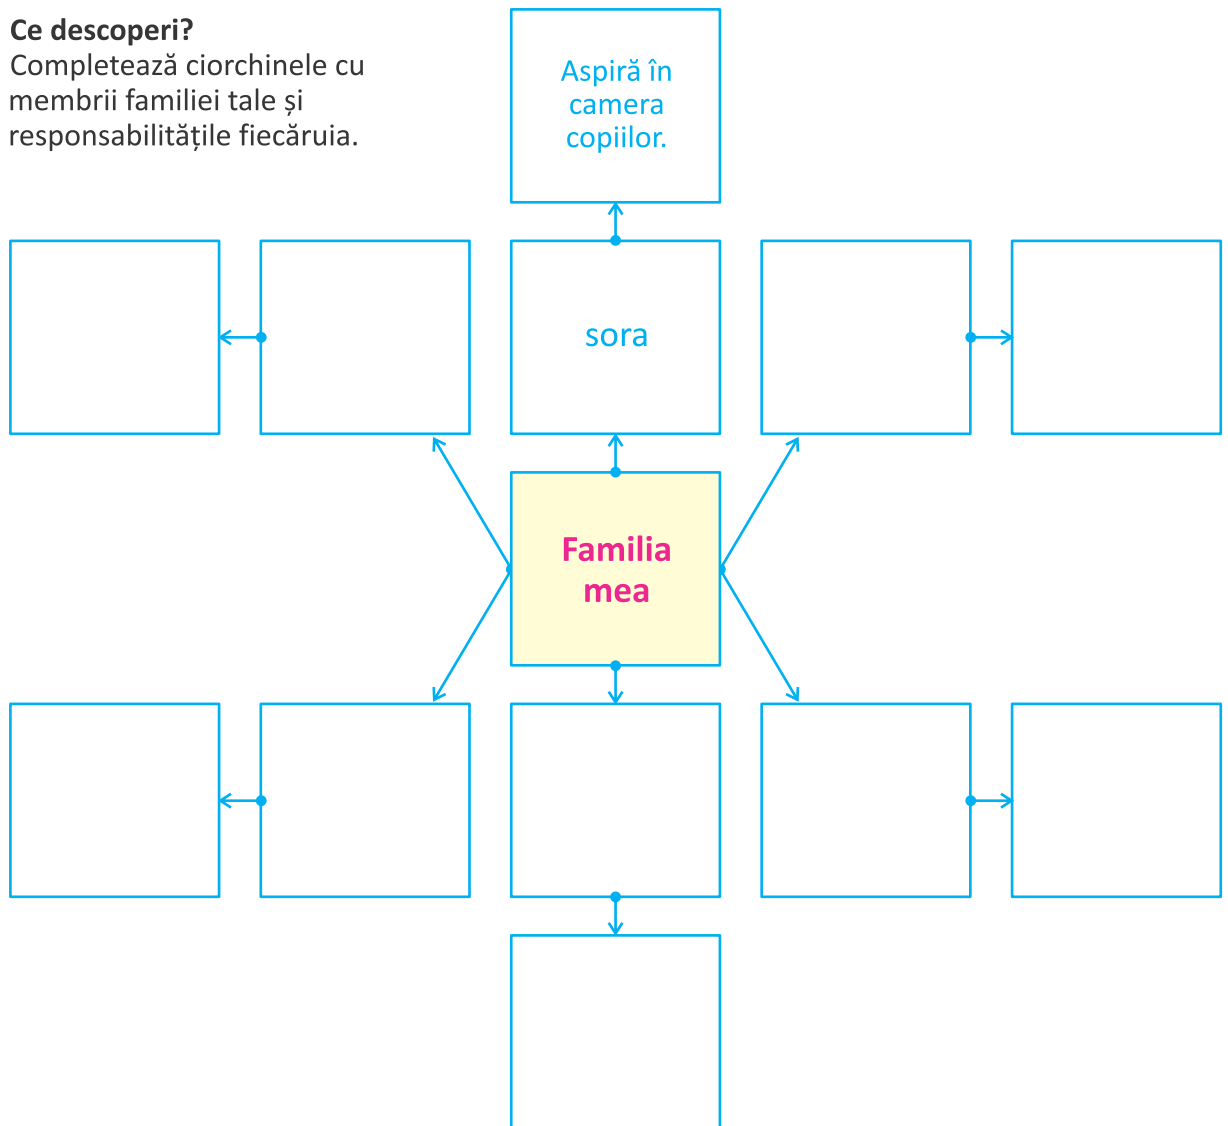 Ce descoperi?
Completează ciorchinele cu
membrii familiei tale și
responsabilitățile fiecăruia.
Aspiră în
camera
copiilor.
sora
Familia
mea